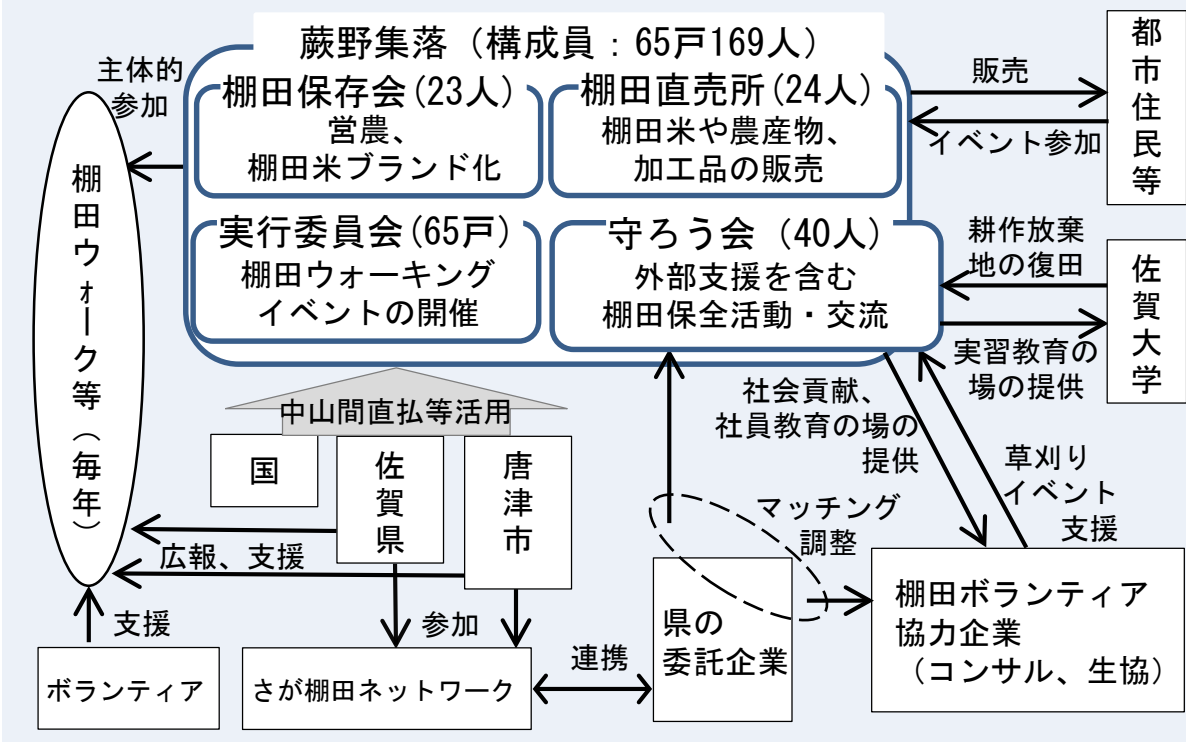 蕨野集落（構成員：65戸169人）
棚田保存会(23人)
営農、
棚田米ブランド化
棚田直売所(24人)
棚田米や農産物、
加工品の販売
実行委員会(65戸)
棚田ウォーキング
イベントの開催
守ろう会（40人）
外部支援を含む
棚田保全活動・交流
主体的
参加
棚田ウォーク等（毎年）
販売
イベント参加
都市住民等
耕作放棄
地の復田
実習教育の
場の提供
佐賀大学
中山間直払等活用
国
佐賀県
唐津市
広報、支援
支援
ボランティア
参加
さが棚田ネットワーク
連携
県の
委託企業
マッチング
調整
社会貢献、
社員教育の場の
提供
草刈り
イベント
支援
棚田ボランティア
協力企業
（コンサル、生協）